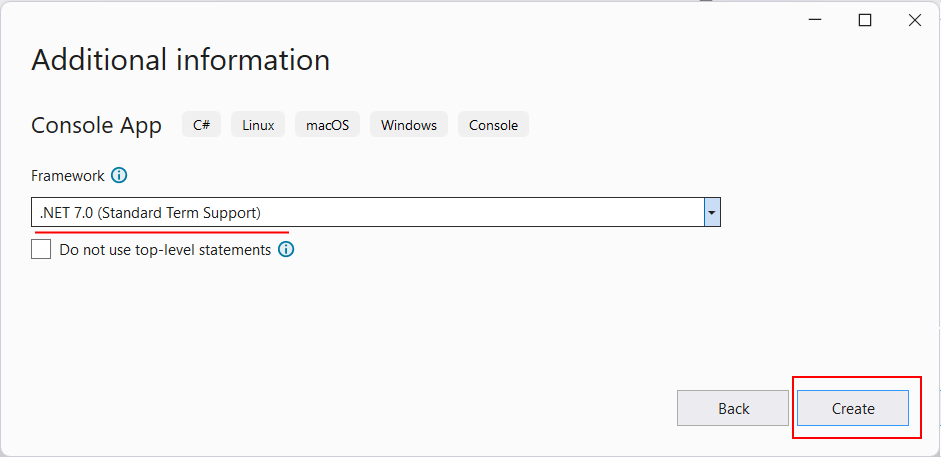 Additional information
Console App C# Linux macOS Windows Console
Framework
.NET 7.0 (Standard Term Support)
Do not use top-level statements
Back Create